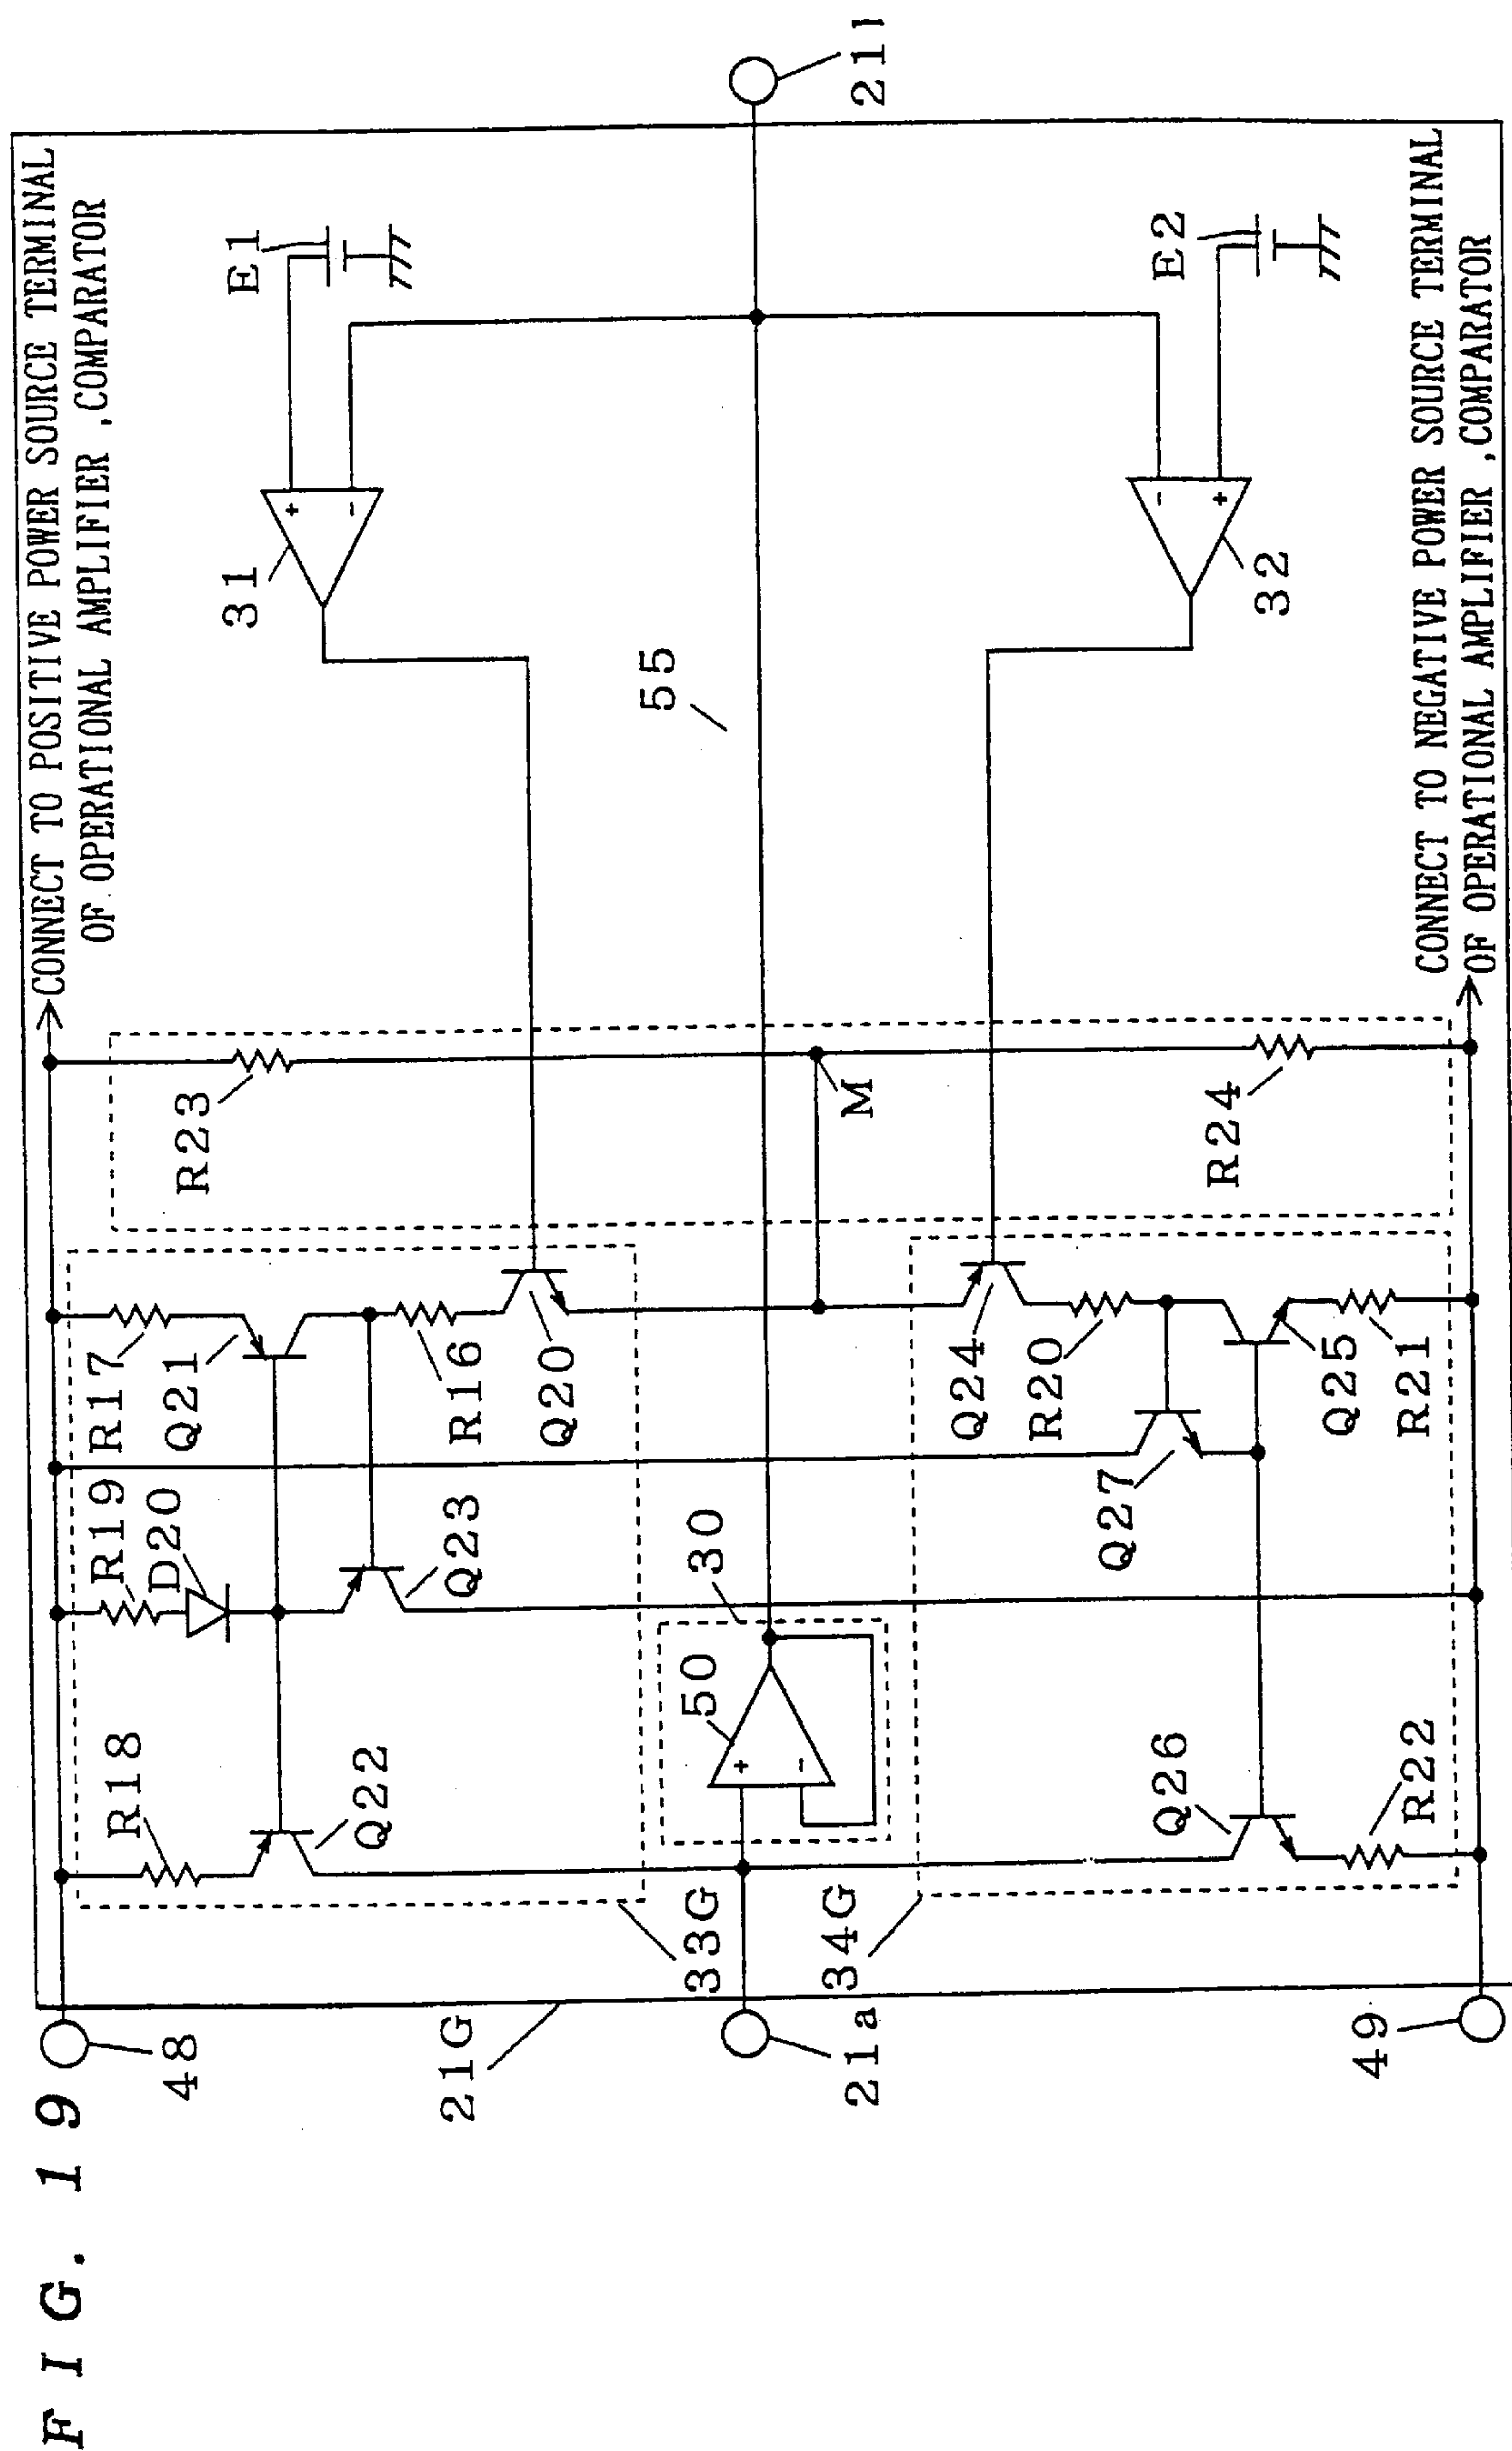 FIG. 19
48
21G
21a
49
33G
34G
R18
Q22
R19
D20
Q23
R17
Q21
R16
Q20
50
30
Q26
R22
Q27
Q24
R20
Q25
R21
R23
M
R24
CONNECT TO POSITIVE POWER SOURCE TERMINAL
OF OPERATIONAL AMPLIFIER ,COMPARATOR
31
+
-
E1
55
32
-
+
E2
+
-
211
CONNECT TO NEGATIVE POWER SOURCE TERMINAL
OF OPERATIONAL AMPLIFIER ,COMPARATOR